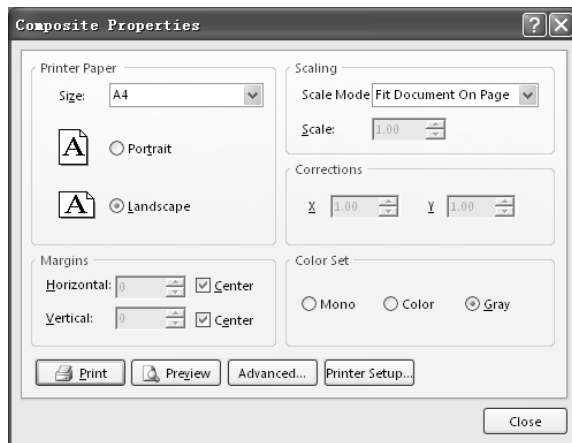 Composite Properties
Printer Paper
Size: A4
A Portrait
A Landscape
Scaling
Scale Mode Fit Document On Page
Scale: 1.00
Corrections
X 1.00 Y 1.00
Margins
Horizontal: 0 Center
Vertical: 0 Center
Color Set
Mono Color Gray
Print Preview Advanced... Printer Setup...
Close